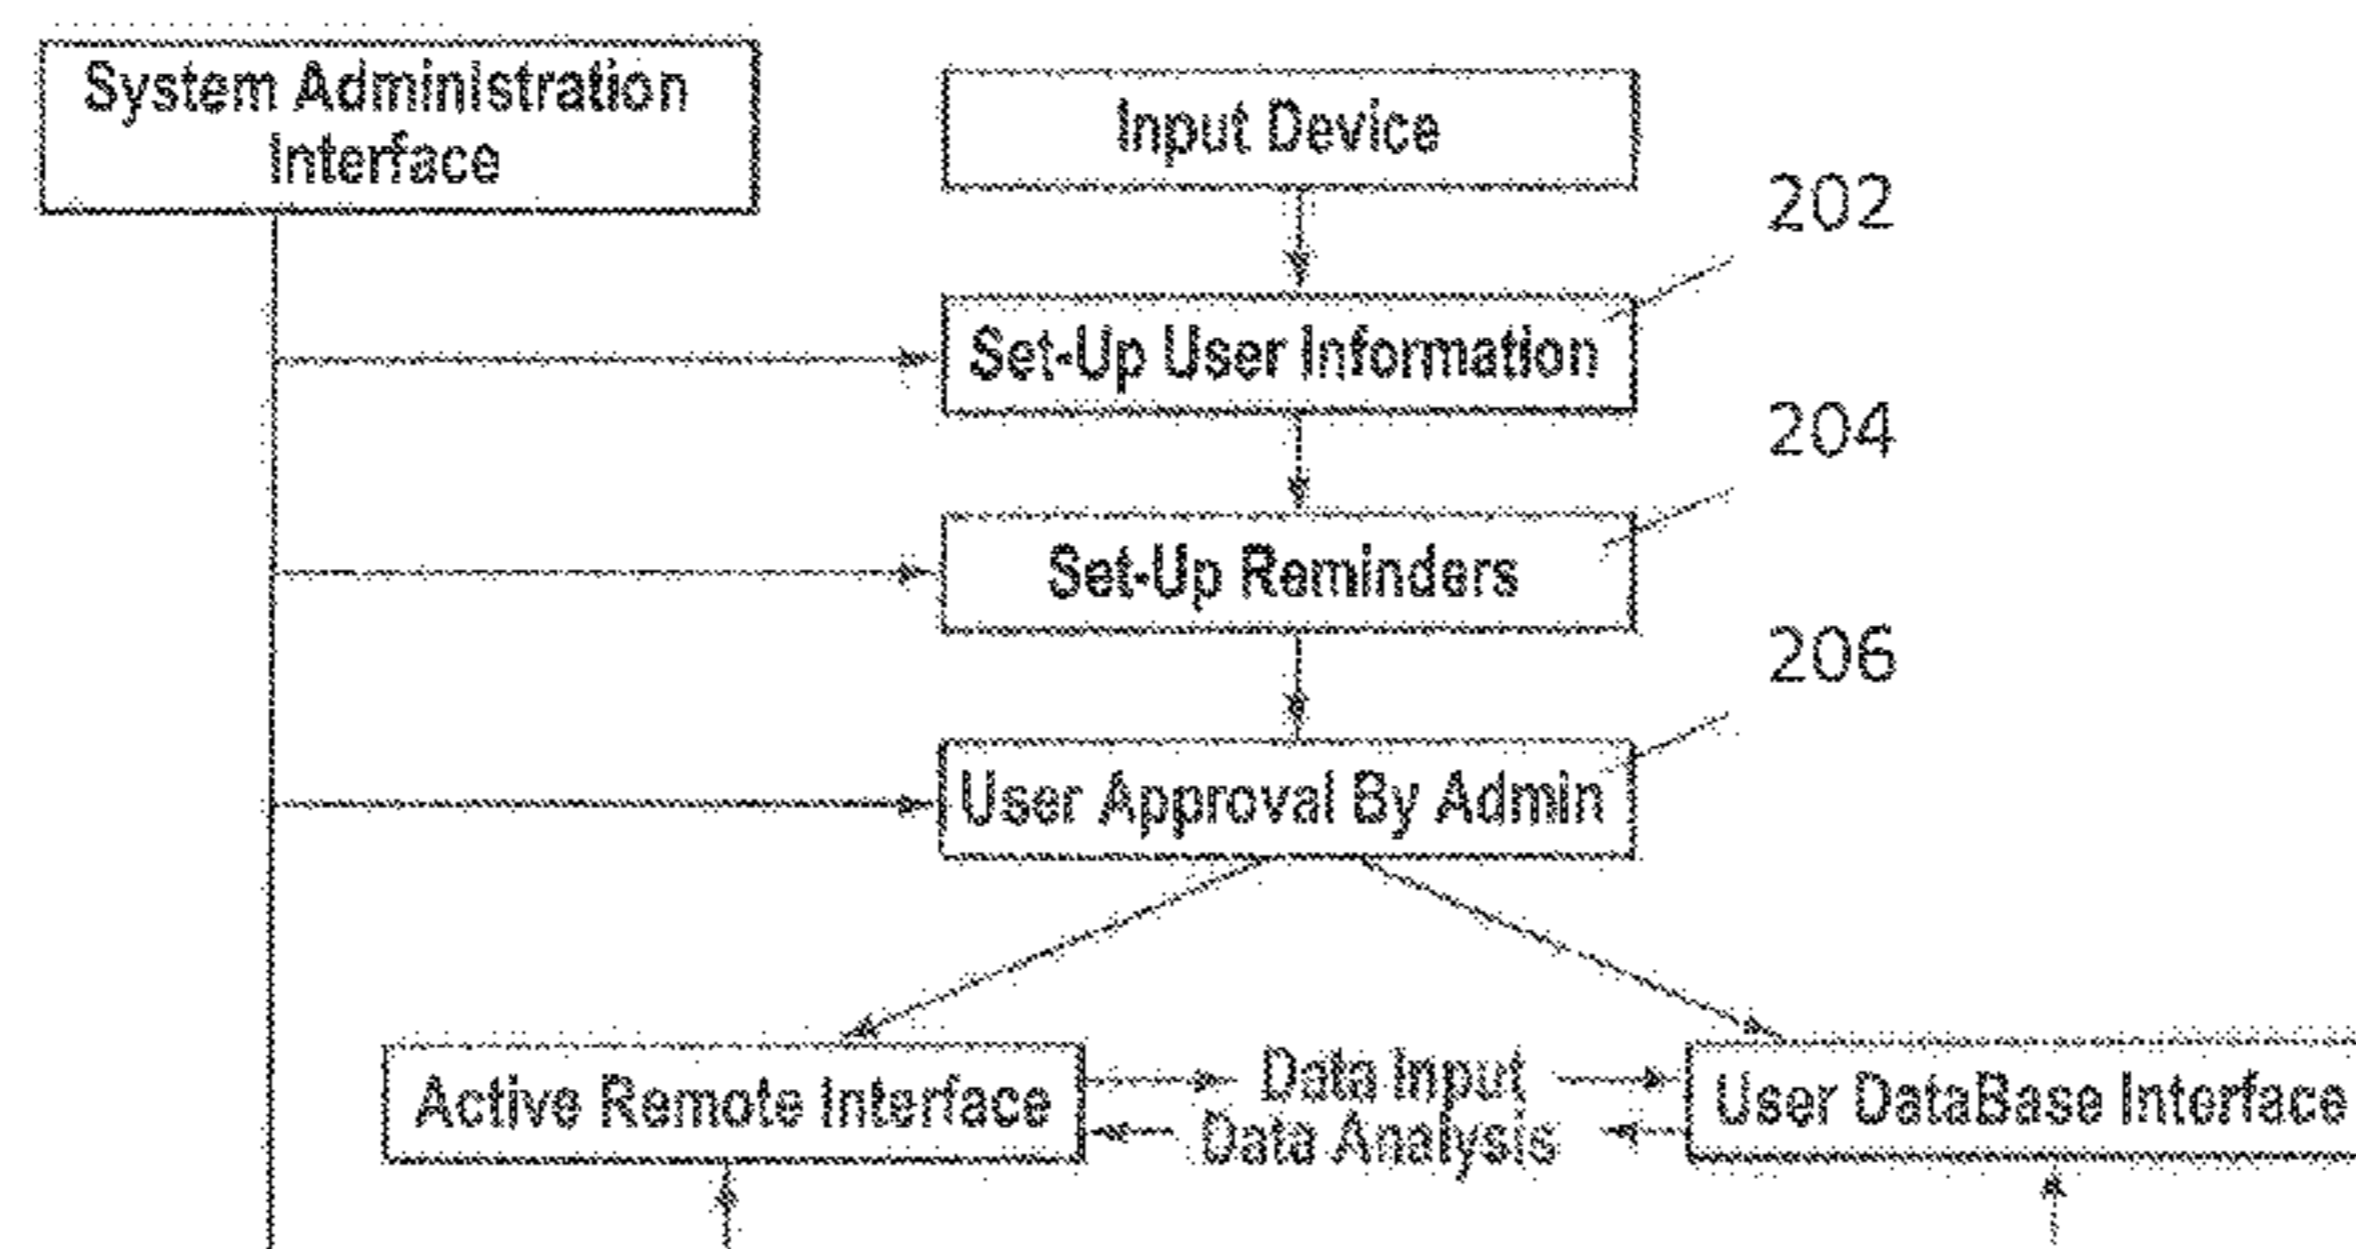 System Administration
Interface
Input Device
202
Set-Up User Information
204
Set-Up Reminders
206
User Approval By Admin
Active Remote Interface
Data Input
Data Analysis
User DataBase Interface